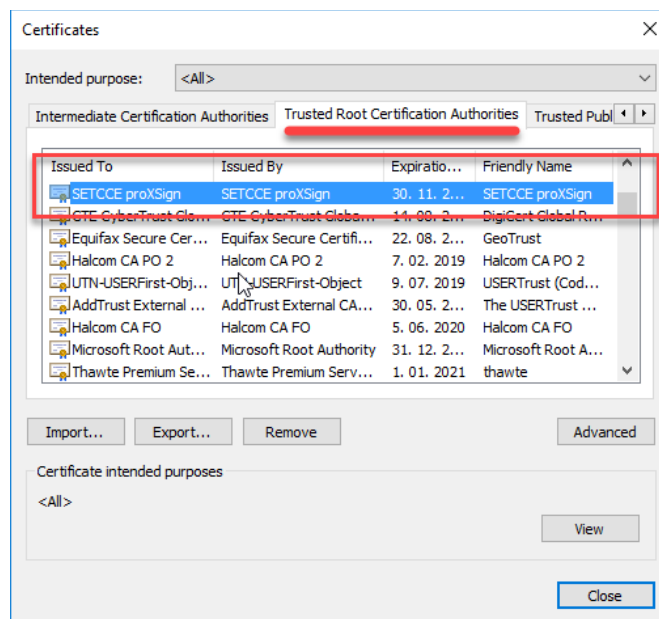 Certificates
Intended purpose: <All>
Intermediate Certification Authorities Trusted Root Certification Authorities Trusted Publ
Issued To Issued By Expiratio... Friendly Name
SETCCE proXSign SETCCE proXSign 30. 11. 2... SETCCE proXSign
GTE CyberTrust Glo... GTE CyberTrust Globa... 14. 08. 2... DigiCert Global R...
Equifax Secure Cer... Equifax Secure Certifi... 22. 08. 2... GeoTrust
Halcom CA PO 2 Halcom CA PO 2 7. 02. 2019 Halcom CA PO 2
UTN-USERFirst-Obj... UTN-USERFirst-Object 9. 07. 2019 USERTrust (Cod...
AddTrust External ... AddTrust External CA... 30. 05. 2... The USERTrust ...
Halcom CA FO Halcom CA FO 5. 06. 2020 Halcom CA FO
Microsoft Root Aut... Microsoft Root Authority 31. 12. 2... Microsoft Root A...
Thawte Premium Se... Thawte Premium Serv... 1. 01. 2021 thawte
Import... Export... Remove Advanced
Certificate intended purposes
<All>
View
Close